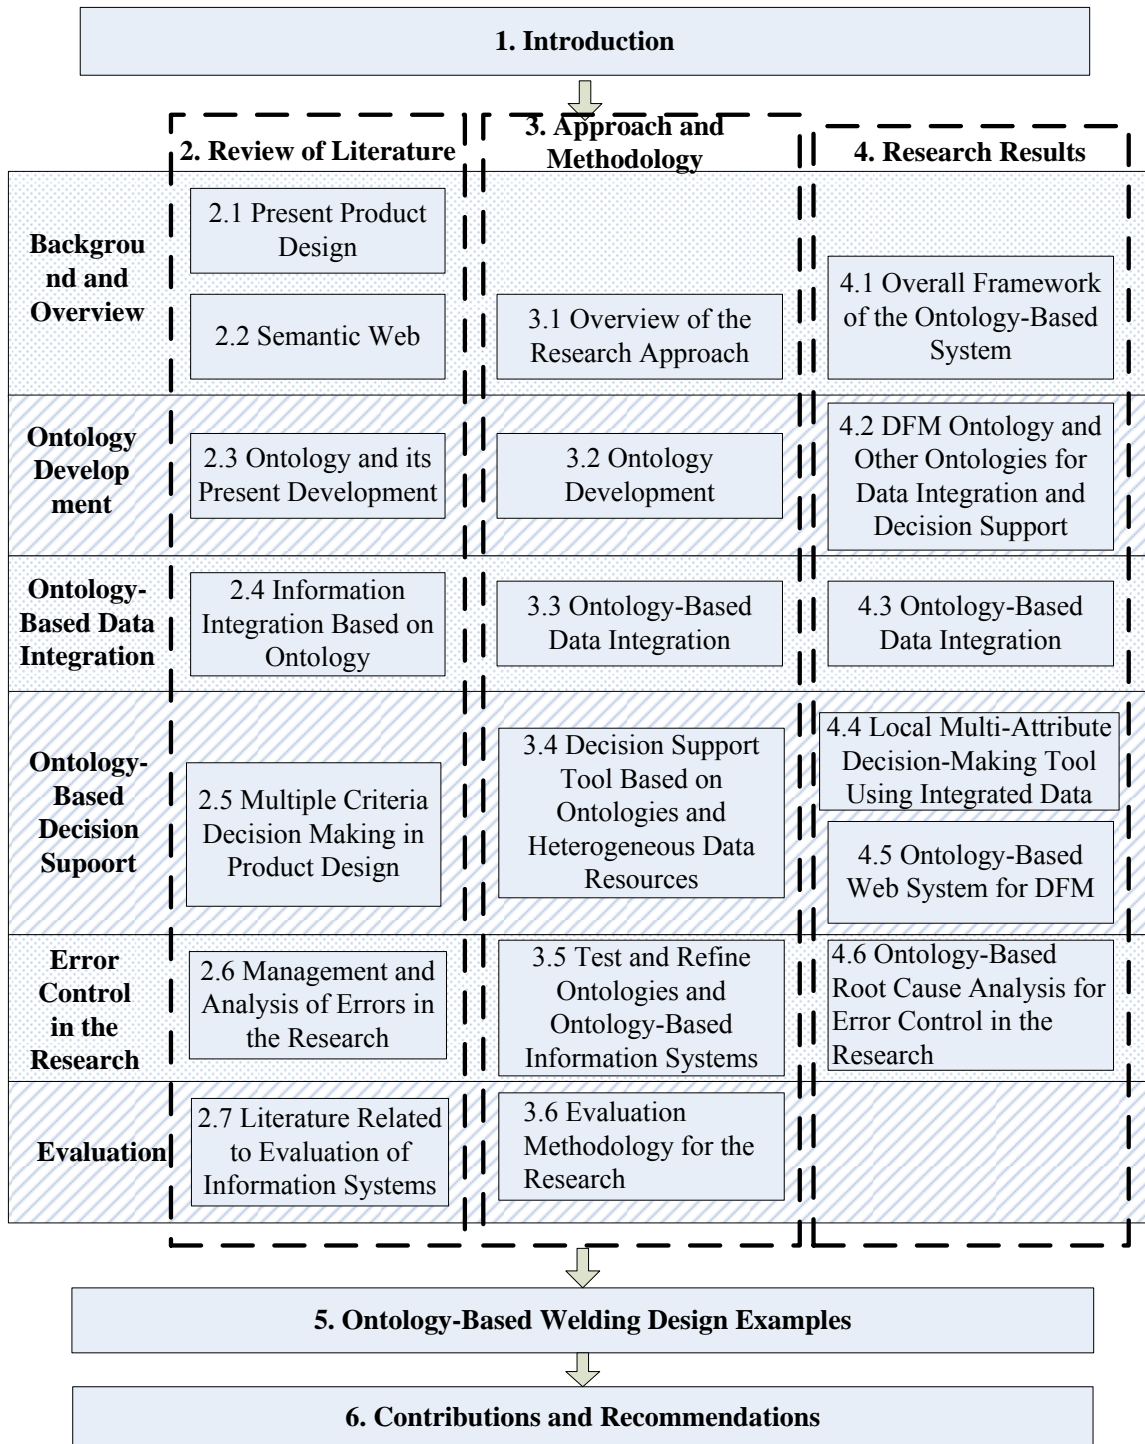 1. Introduction
2. Review of Literature
3. Approach and
Methodology
4. Research Results
Backgrou
nd and
Overview
2.1 Present Product
Design
2.2 Semantic Web
3.1 Overview of the
Research Approach
4.1 Overall Framework
of the Ontology-Based
System
Ontology
Develop
ment
2.3 Ontology and its
Present Development
3.2 Ontology
Development
4.2 DFM Ontology and
Other Ontologies for
Data Integration and
Decision Support
Ontology-
Based Data
Integration
2.4 Information
Integration Based on
Ontology
3.3 Ontology-Based
Data Integration
4.3 Ontology-Based
Data Integration
Ontology-
Based
Decision
Supoort
2.5 Multiple Criteria
Decision Making in
Product Design
3.4 Decision Support
Tool Based on
Ontologies and
Heterogeneous Data
Resources
4.4 Local Multi-Attribute
Decision-Making Tool
Using Integrated Data
4.5 Ontology-Based
Web System for DFM
Error
Control
in the
Research
2.6 Management and
Analysis of Errors in
the Research
3.5 Test and Refine
Ontologies and
Ontology-Based
Information Systems
4.6 Ontology-Based
Root Cause Analysis for
Error Control in the
Research
Evaluation
2.7 Literature Related
to Evaluation of
Information Systems
3.6 Evaluation
Methodology for the
Research
5. Ontology-Based Welding Design Examples
6. Contributions and Recommendations